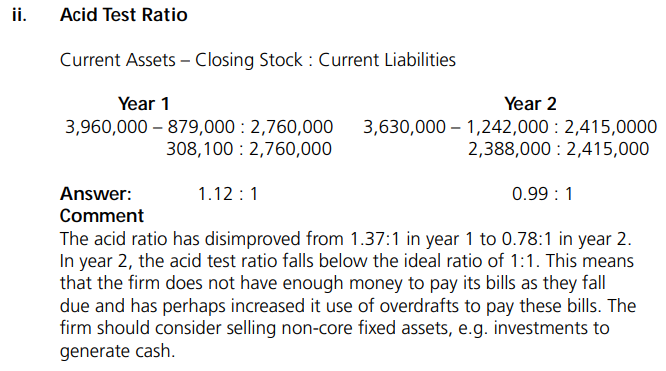 ii. Acid Test Ratio
Current Assets – Closing Stock : Current Liabilities
Year 1 Year 2
3,960,000 – 879,000 : 2,760,000 3,630,000 – 1,242,000 : 2,415,0000
308,100 : 2,760,000 2,388,000 : 2,415,000
Answer: 1.12 : 1 0.99 : 1
Comment
The acid ratio has disimproved from 1.37:1 in year 1 to 0.78:1 in year 2.
In year 2, the acid test ratio falls below the ideal ratio of 1:1. This means
that the firm does not have enough money to pay its bills as they fall
due and has perhaps increased it use of overdrafts to pay these bills. The
firm should consider selling non-core fixed assets, e.g. investments to
generate cash.